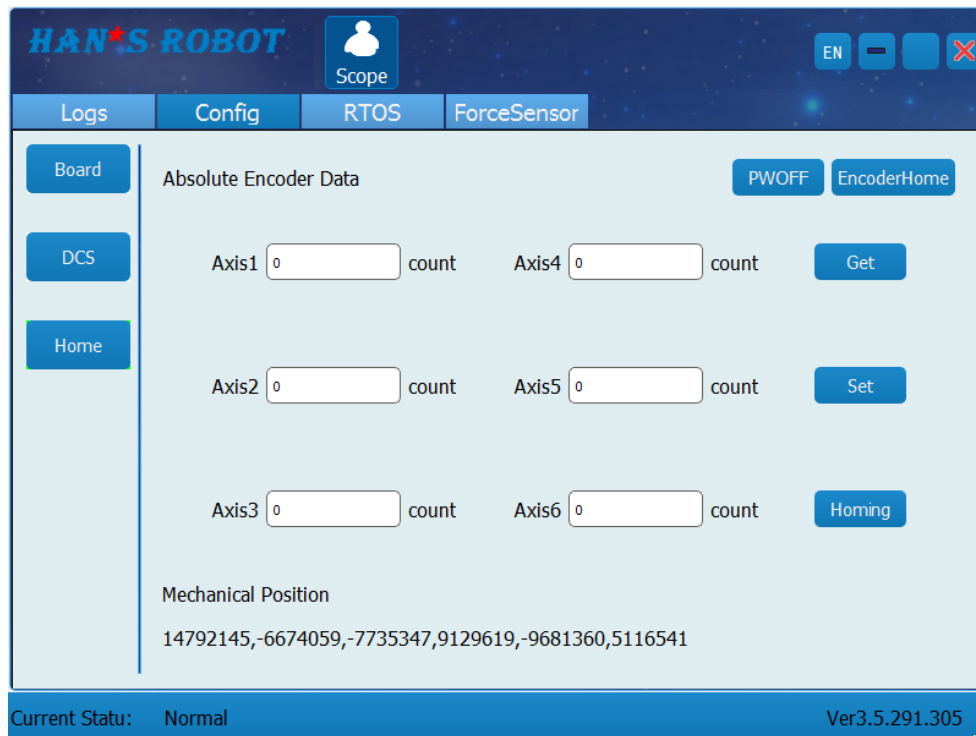 HAN*S ROBOT
Scope
EN
Logs Config RTOS ForceSensor
Board
Absolute Encoder Data
PWOFF EncoderHome
DCS
Axis1 0 count Axis4 0 count Get
Home
Axis2 0 count Axis5 0 count Set
Axis3 0 count Axis6 0 count Homing
Mechanical Position
14792145,-6674059,-7735347,9129619,-9681360,5116541
Current Statu: Normal Ver3.5.291.305